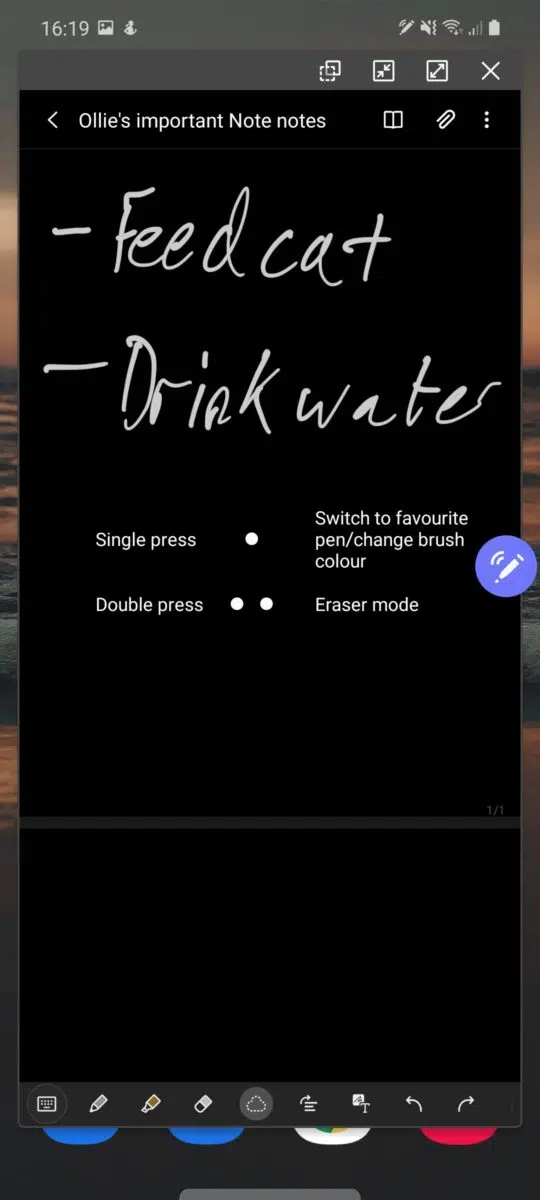 16:19
Ollie's important Note notes
- Feed cat
- Drink water
Single press
Switch to favourite
pen/change brush
colour
Double press
Eraser mode
1/1
T